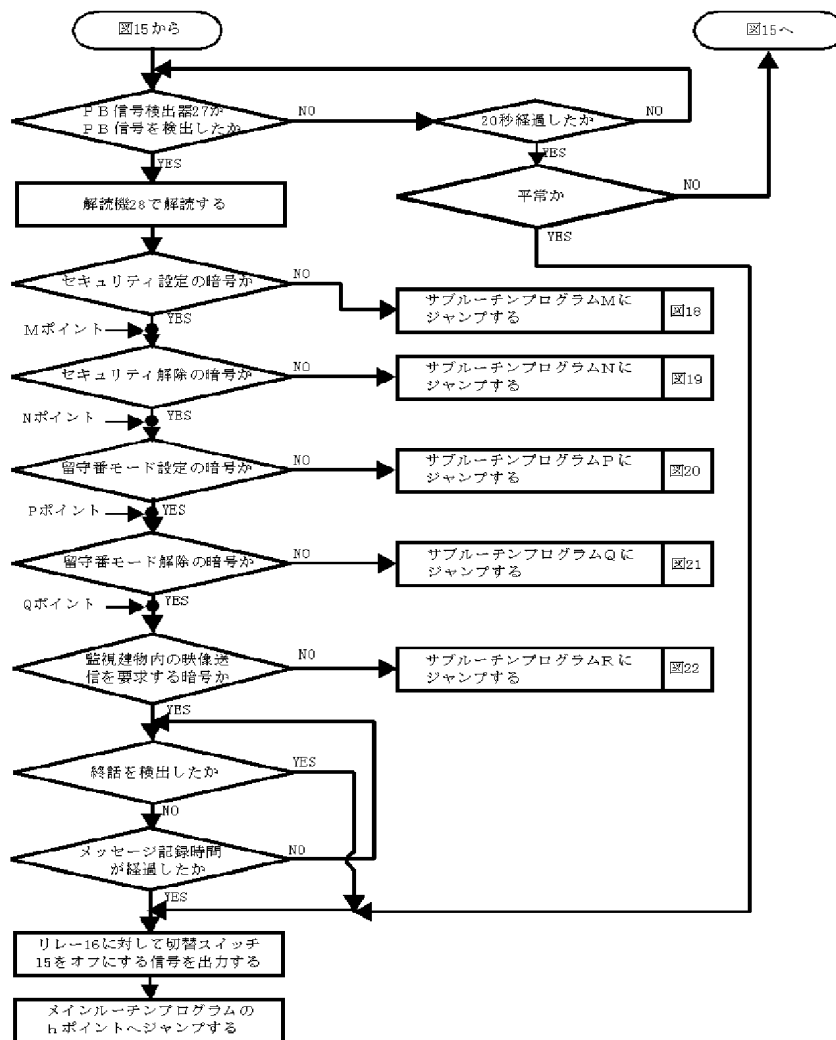 図15から
図15へ
PB信号検出器27が
PB信号を検出したか
NO
20秒経過したか
NO
YES
YES
平常か
NO
YES
解読機28で解読する
セキュリティ設定の暗号か
NO
サブルーチンプログラムMに
ジャンプする
図18
YES
Mポイント
セキュリティ解除の暗号か
NO
サブルーチンプログラムNに
ジャンプする
図19
YES
Nポイント
留守番モード設定の暗号か
NO
サブルーチンプログラムPに
ジャンプする
図20
YES
Pポイント
留守番モード解除の暗号か
NO
サブルーチンプログラムQに
ジャンプする
図21
YES
Qポイント
監視建物内の映像送
信を要求する暗号か
NO
サブルーチンプログラムRに
ジャンプする
図22
YES
終話を検出したか
YES
NO
メッセージ記録時間
が経過したか
NO
YES
リレー16に対して切替スイッチ
15をオフにする信号を出力する
メインルーチンプログラムの
hポイントへジャンプする